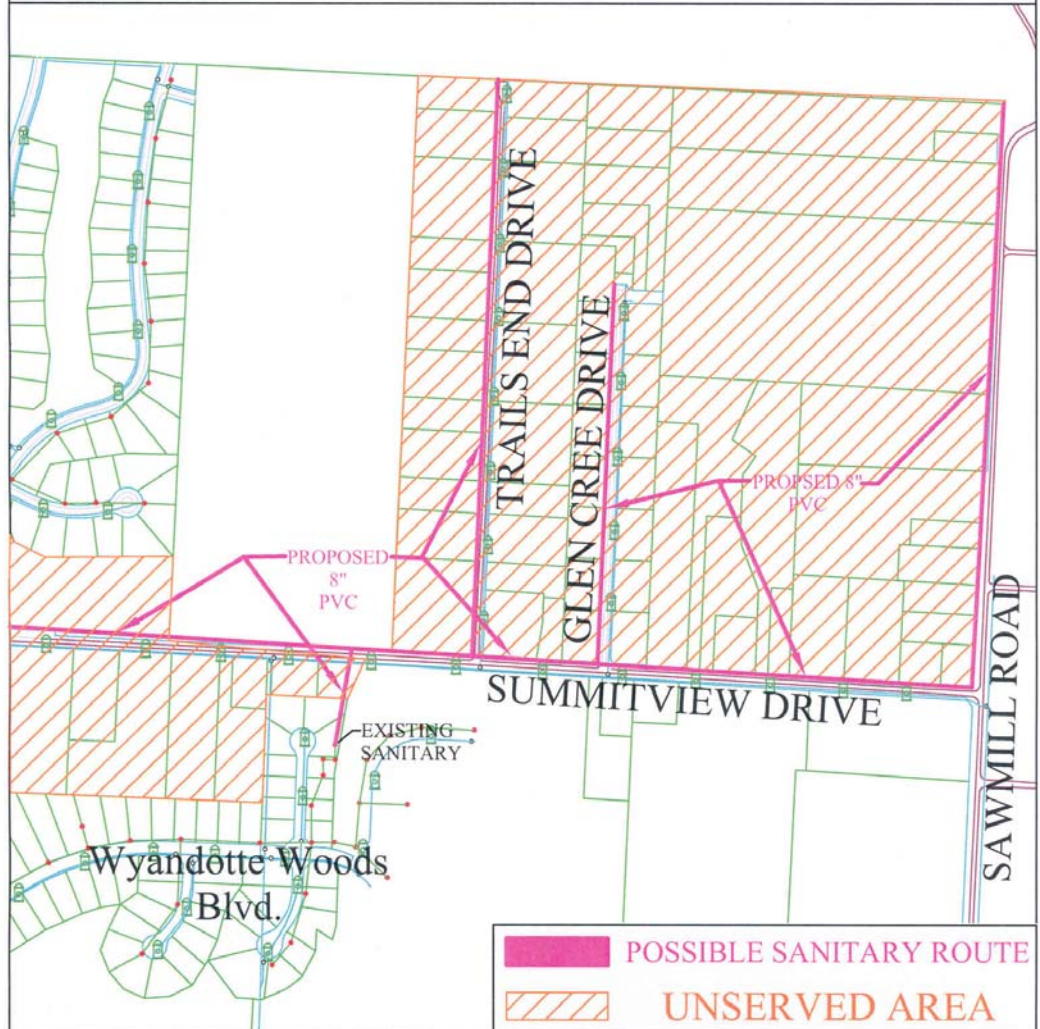 TRAILS END DRIVE
GLEN CREE DRIVE
PROPSED 8"
PVC
PROPOSED
8"
PVC
SUMMITVIEW DRIVE
SAWMILL ROAD
EXISTING
SANITARY
Wyandotte Woods
Blvd.
POSSIBLE SANITARY ROUTE
UNSERVED AREA